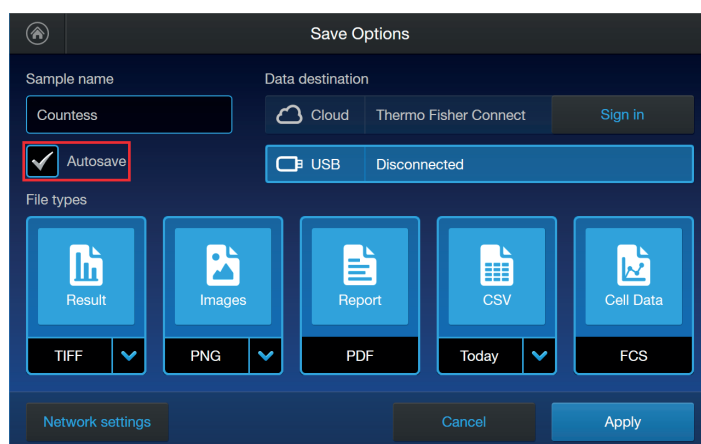 Save Options
Sample name
Data destination
Countess
Cloud Thermo Fisher Connect Sign in
Autosave
USB Disconnected
File types
Result Images Report CSV Cell Data
TIFF PNG PDF Today FCS
Network settings Cancel Apply